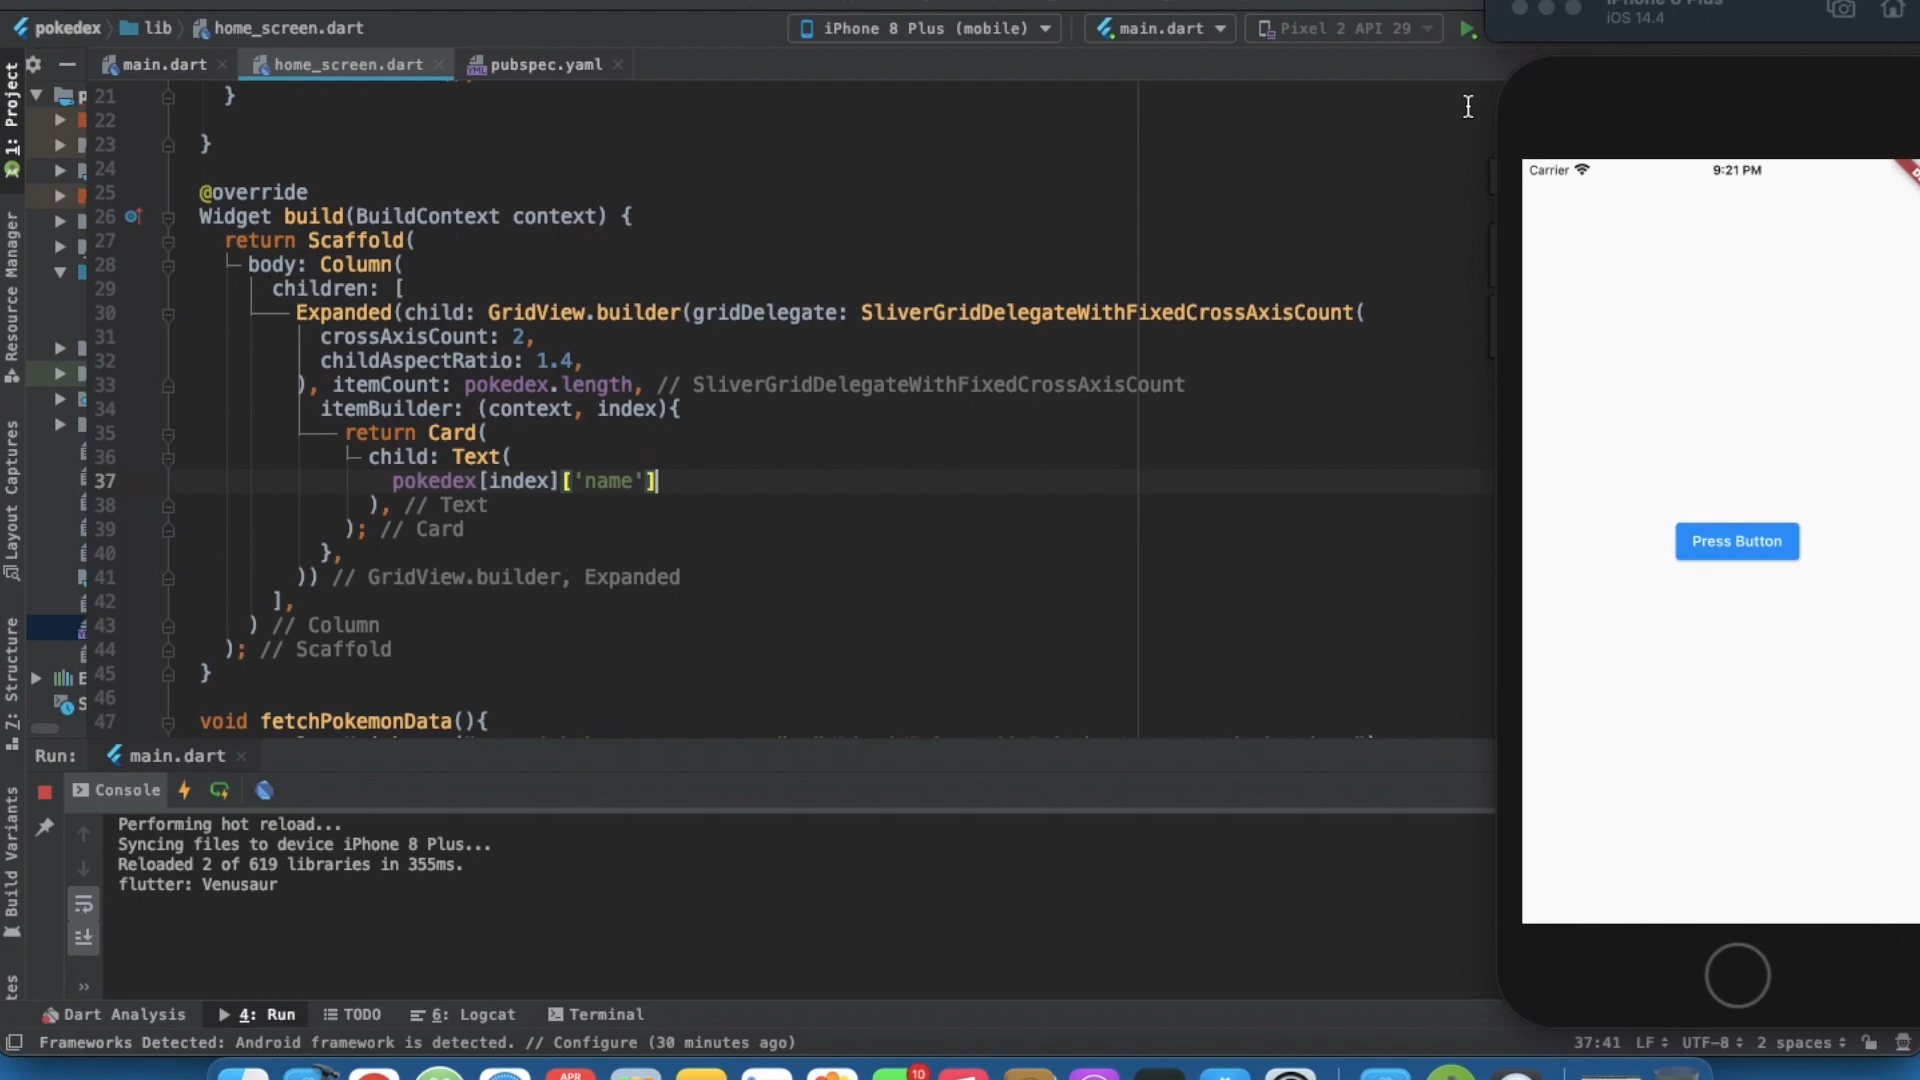 pokedex lib home_screen.dart
iPhone 8 Plus (mobile) main.dart Pixel 2 API 29
iOS 14.4
main.dart home_screen.dart pubspec.yaml
1: Project
Resource Manager
Layout Captures
Z: Structure
Build Variants
21 }
22
23 }
24
25 @override
26 Widget build(BuildContext context) {
27 return Scaffold(
28 body: Column(
29 children: [
30 Expanded(child: GridView.builder(gridDelegate: SliverGridDelegateWithFixedCrossAxisCount(
31 crossAxisCount: 2,
32 childAspectRatio: 1.4,
33 ), itemCount: pokedex.length, // SliverGridDelegateWithFixedCrossAxisCount
34 itemBuilder: (context, index){
35 return Card(
36 child: Text(
37 pokedex[index]['name']
38 ), // Text
39 ); // Card
40 },
41 )) // GridView.builder, Expanded
42 ],
43 ) // Column
44 ); // Scaffold
45 }
46
47 void fetchPokemonData(){
Carrier 9:21 PM
Press Button
Run: main.dart
Console
Performing hot reload...
Syncing files to device iPhone 8 Plus...
Reloaded 2 of 619 libraries in 355ms.
flutter: Venusaur
Dart Analysis 4: Run TODO 6: Logcat Terminal
Frameworks Detected: Android framework is detected. // Configure (30 minutes ago)
37:41 LF UTF-8 2 spaces
APR
10